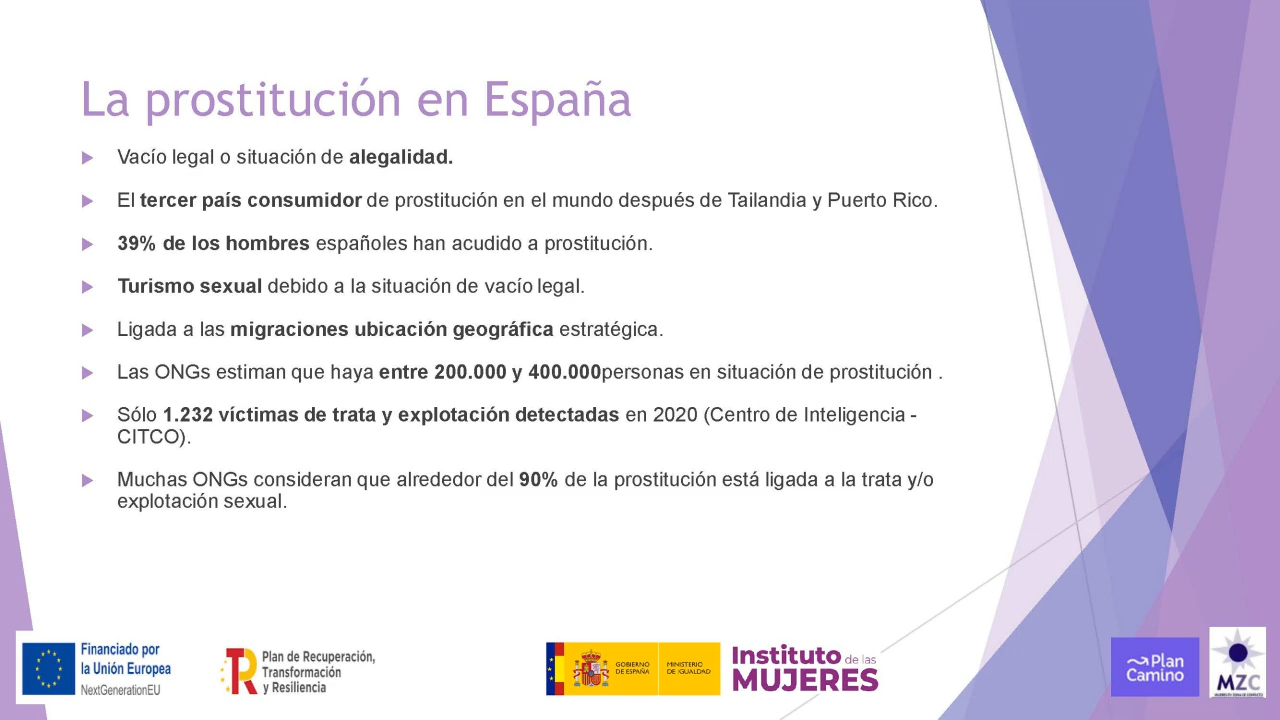 La prostitución en España
Vacío legal o situación de alegalidad.
El tercer país consumidor de prostitución en el mundo después de Tailandia y Puerto Rico.
39% de los hombres españoles han acudido a prostitución.
Turismo sexual debido a la situación de vacío legal.
Ligada a las migraciones ubicación geográfica estratégica.
Las ONGs estiman que haya entre 200.000 y 400.000personas en situación de prostitución .
Sólo 1.232 víctimas de trata y explotación detectadas en 2020 (Centro de Inteligencia -
CITCO).
Muchas ONGs consideran que alrededor del 90% de la prostitución está ligada a la trata y/o
explotación sexual.
Financiado por
la Unión Europea
NextGenerationEU
Plan de Recuperación,
Transformación
y Resiliencia
GOBIERNO
DE ESPAÑA
MINISTERIO
DE IGUALDAD
Instituto de las
MUJERES
Plan
Camino
MZC
MUJERES EN ZONA DE CONFLICTO